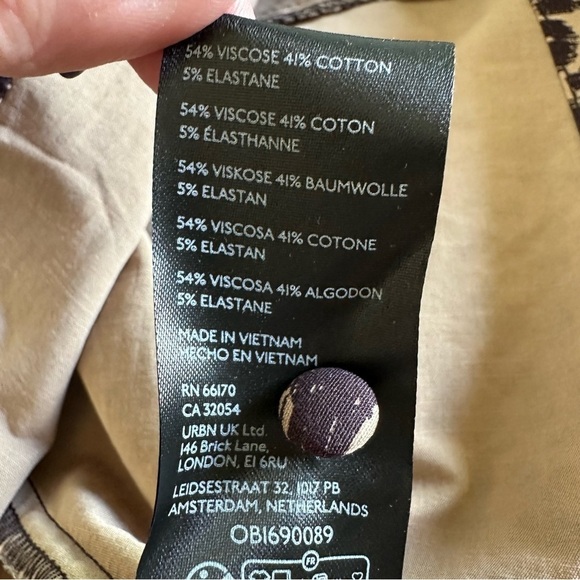 54% VISCOSE 41% COTTON
5% ELASTANE
54% VISCOSE 41% COTON
5% ÉLASTHANNE
54% VISKOSE 41% BAUMWOLLE
5% ELASTAN
54% VISCOSA 41% COTONE
5% ELASTAN
54% VISCOSA 41% ALGODON
5% ELASTANE
MADE IN VIETNAM
HECHO EN VIETNAM
RN 66170
CA 32054
URBN UK Ltd.
146 Brick Lane,
LONDON, E1 6RU
LEIDSESTRAAT 32, 1017 PB
AMSTERDAM, NETHERLANDS
OB1690089
FR